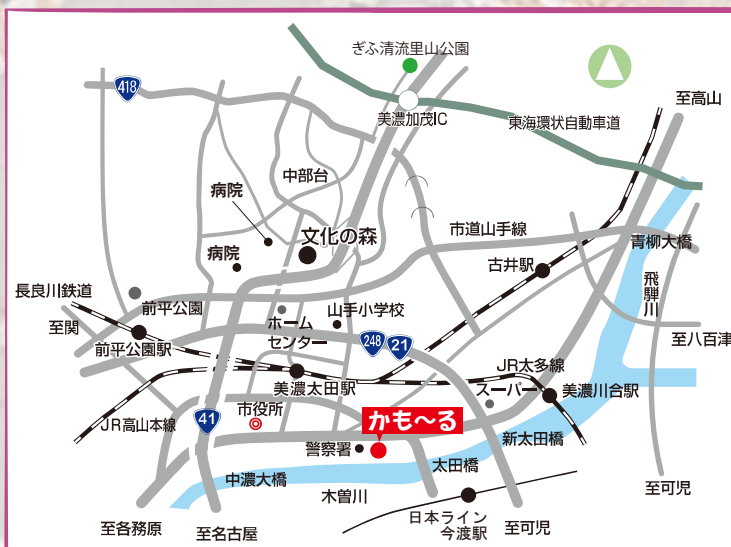 ぎふ清流里山公園
418
至高山
美濃加茂IC
東海環状自動車道
中部台
病院
市道山手線
文化の森
青柳大橋
病院
古井駅
飛騨川
長良川鉄道
前平公園
山手小学校
至関
ホーム
センター
248
21
至八百津
前平公園駅
JR太多線
美濃太田駅
スーパー
美濃川合駅
JR高山本線
41
市役所
かも〜る
警察署
新太田橋
太田橋
中濃大橋
木曽川
至可児
日本ライン
今渡駅
至各務原
至名古屋
至可児